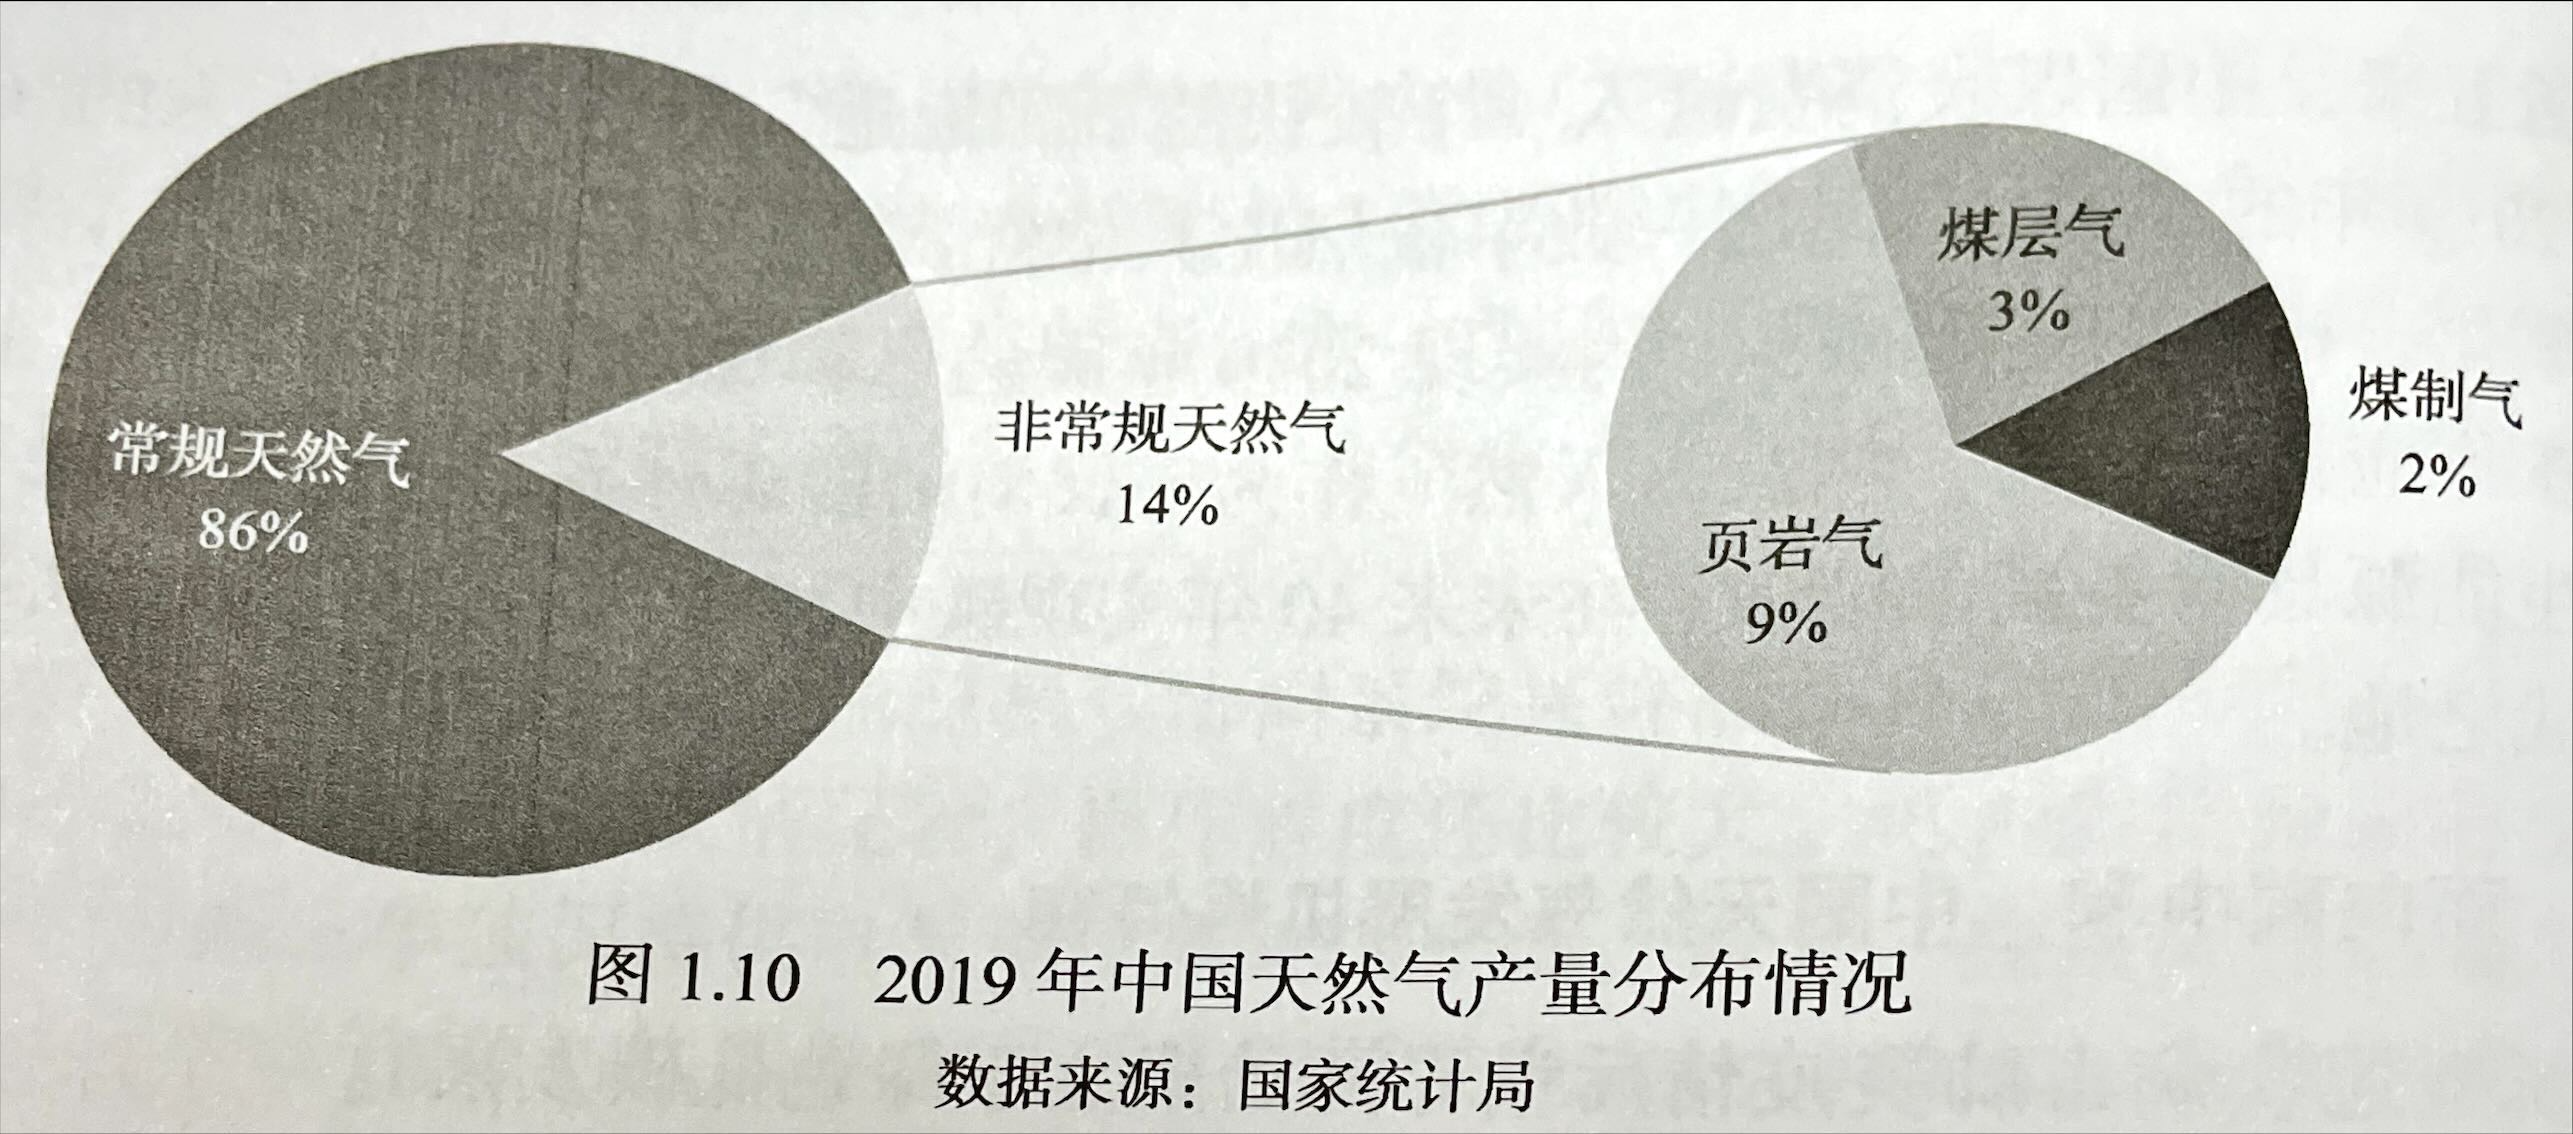 常规天然气
86%
非常规天然气
14%
煤层气
3%
煤制气
2%
页岩气
9%
图 1.10 2019 年中国天然气产量分布情况
数据来源：国家统计局